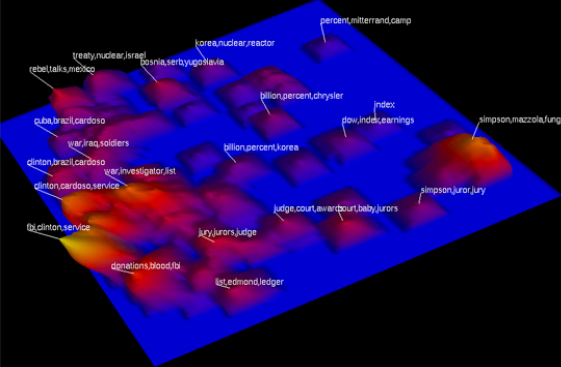 percent,mitterrand,camp
korea,nuclear,reactor
treaty,nuclear,israel
bosnia,serb,yugoslavia
rebel,talks,mexico
billion,percent,chrysler
index
cuba,brazil,cardoso
dow,index,earnings
simpson,mazzola,fung
war,iraq,soldiers
billion,percent,korea
clinton,brazil,cardoso
war,investigator,list
clinton,cardoso,service
simpson,juror,jury
judge,court,awards
court,baby,jurors
fbi,clinton,service
jury,jurors,judge
donations,blood,fbi
list,edmond,ledger